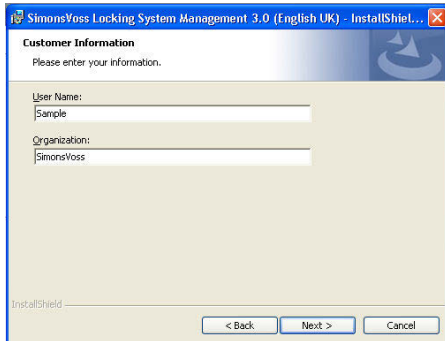 SimonsVoss Locking System Management 3.0 (English UK) - InstallShield...
Customer Information
Please enter your information.
User Name:
Sample
Organization:
SimonsVoss
InstallShield
< Back Next > Cancel